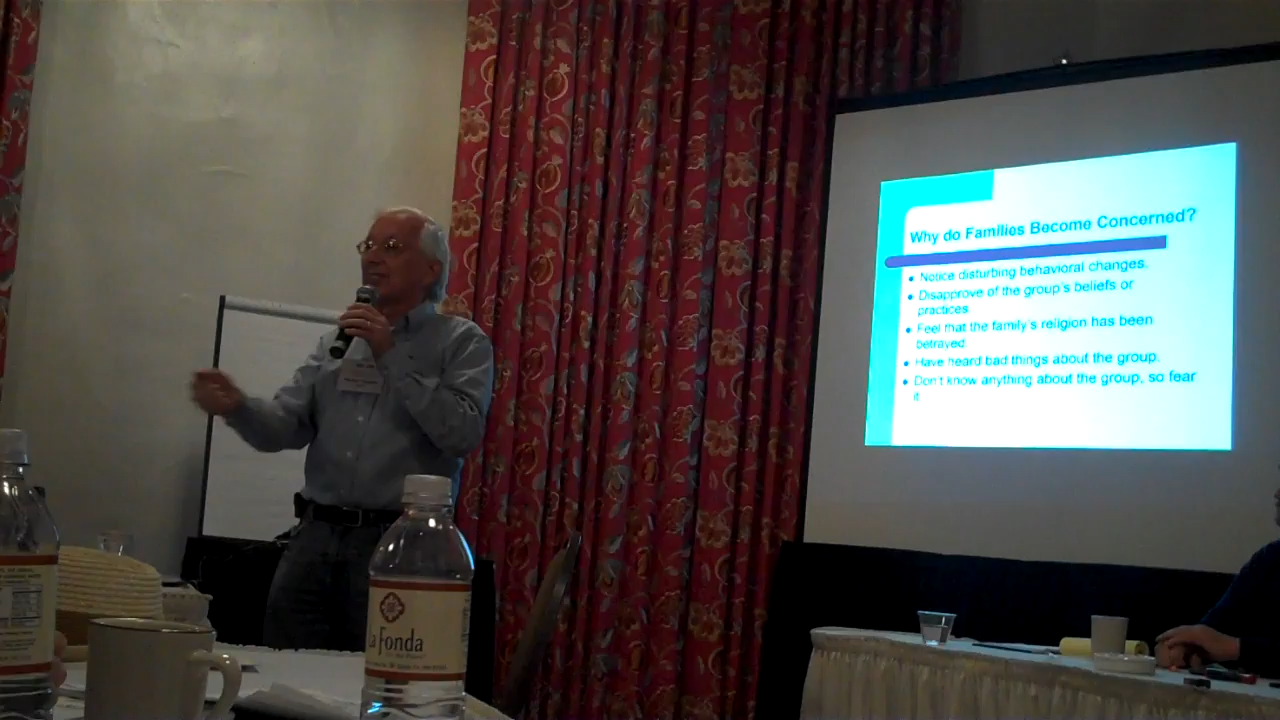 Why do Families Become Concerned?
Notice disturbing behavioral changes.
Disapprove of the group's beliefs or
practices
Feel that the family's religion has been
betrayed.
Have heard bad things about the group.
Don't know anything about the group, so fear
it.
La Fonda